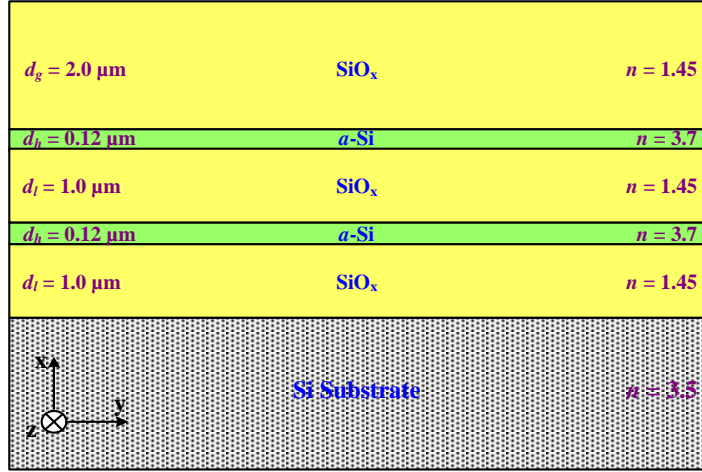 d_g = 2.0 μm SiO_x n = 1.45
d_h = 0.12 μm a-Si n = 3.7
d_l = 1.0 μm SiO_x n = 1.45
d_h = 0.12 μm a-Si n = 3.7
d_l = 1.0 μm SiO_x n = 1.45
x
Si Substrate n = 3.5
y
z